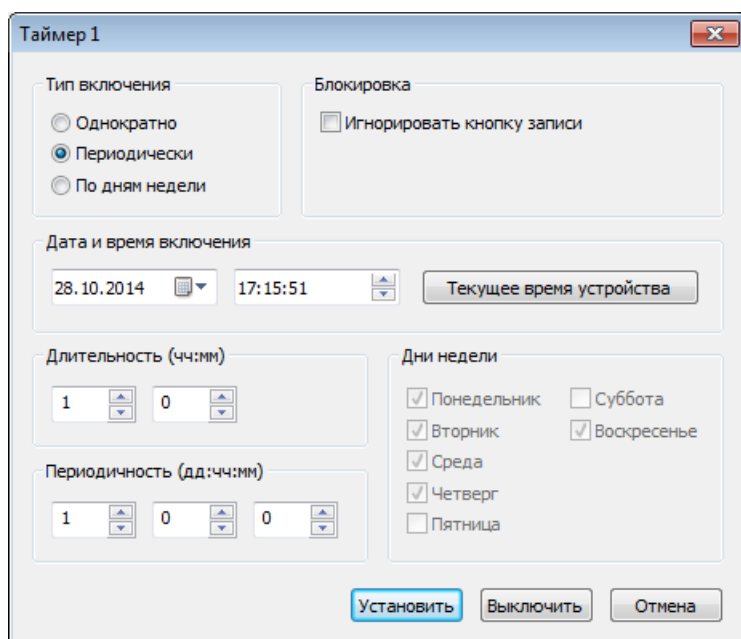 Таймер 1
Тип включения
Однократно
Периодически
По дням недели
Блокировка
Игнорировать кнопку записи
Дата и время включения
28.10.2014
17:15:51
Текущее время устройства
Длительность (чч:мм)
1 0
Периодичность (дд:чч:мм)
1 0 0
Дни недели
Понедельник Суббота
Вторник Воскресенье
Среда
Четверг
Пятница
Установить Выключить Отмена